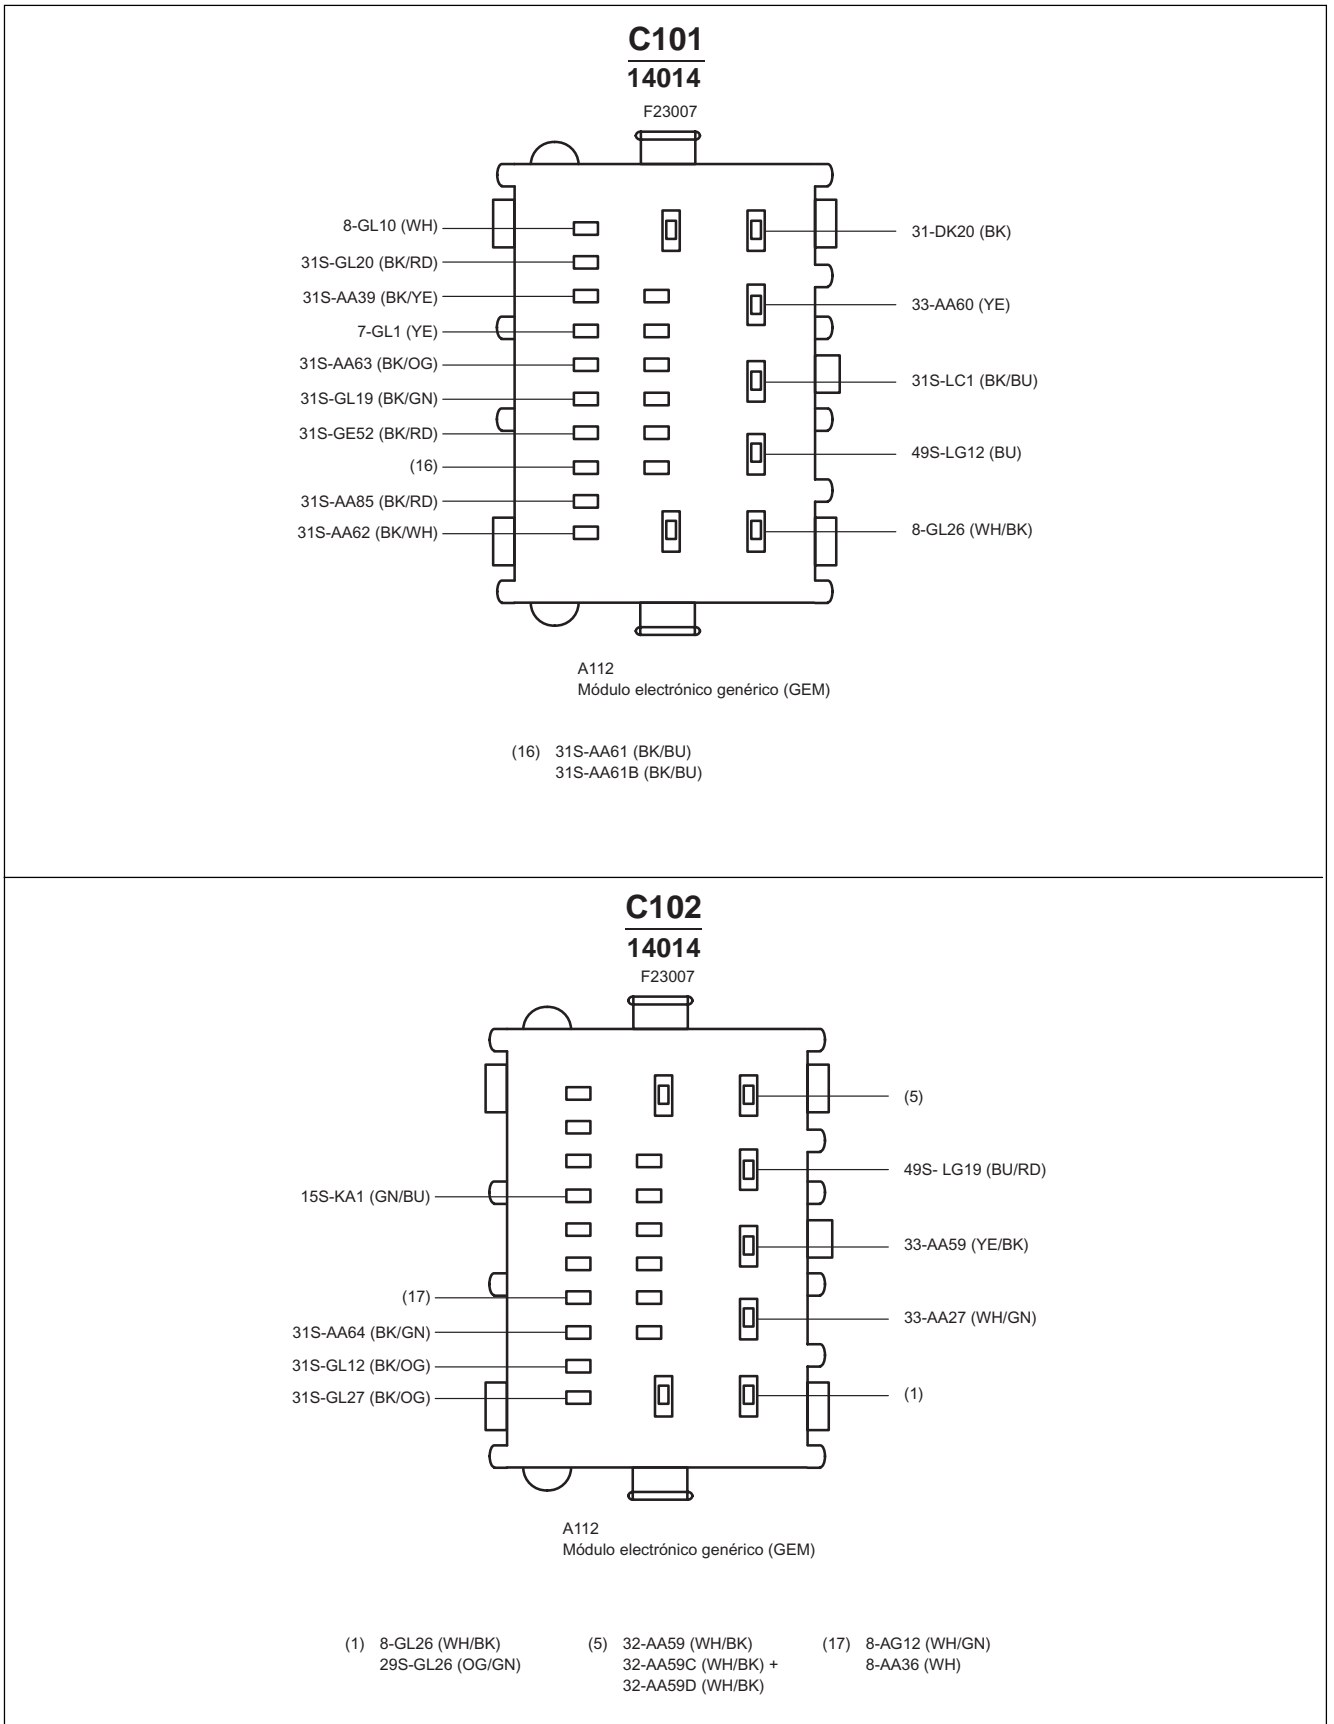 C101
14014
F23007
8-GL10 (WH)
31S-GL20 (BK/RD)
31S-AA39 (BK/YE)
7-GL1 (YE)
31S-AA63 (BK/OG)
31S-GL19 (BK/GN)
31S-GE52 (BK/RD)
(16)
31S-AA85 (BK/RD)
31S-AA62 (BK/WH)
31-DK20 (BK)
33-AA60 (YE)
31S-LC1 (BK/BU)
49S-LG12 (BU)
8-GL26 (WH/BK)
A112
Módulo electrónico genérico (GEM)
(16) 31S-AA61 (BK/BU)
31S-AA61B (BK/BU)
C102
14014
F23007
15S-KA1 (GN/BU)
(17)
31S-AA64 (BK/GN)
31S-GL12 (BK/OG)
31S-GL27 (BK/OG)
(5)
49S- LG19 (BU/RD)
33-AA59 (YE/BK)
33-AA27 (WH/GN)
(1)
A112
Módulo electrónico genérico (GEM)
(1) 8-GL26 (WH/BK)
29S-GL26 (OG/GN)
(5) 32-AA59 (WH/BK)
32-AA59C (WH/BK) +
32-AA59D (WH/BK)
(17) 8-AG12 (WH/GN)
8-AA36 (WH)